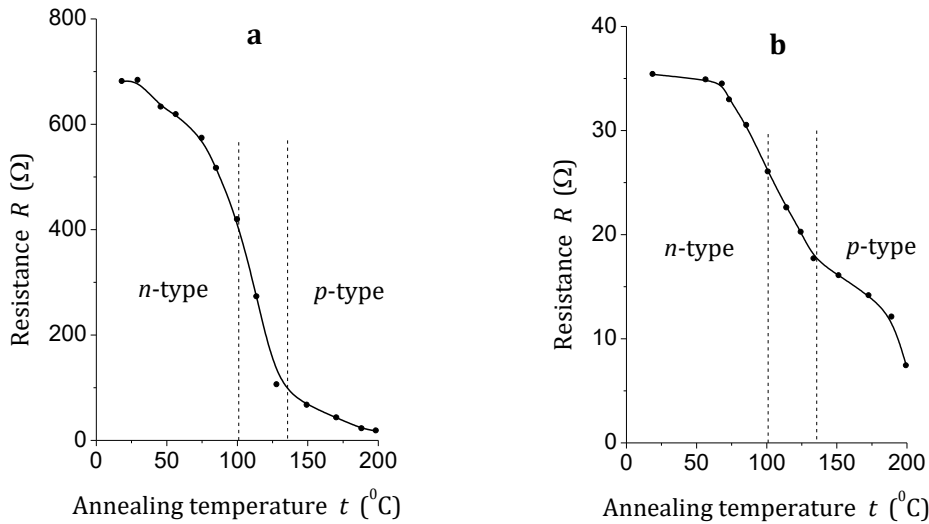 a
800
600
400
200
0
Resistance R (Ω)
n-type
p-type
0 50 100 150 200
Annealing temperature t (⁰C)
b
40
30
20
10
0
Resistance R (Ω)
n-type
p-type
0 50 100 150 200
Annealing temperature t (⁰C)